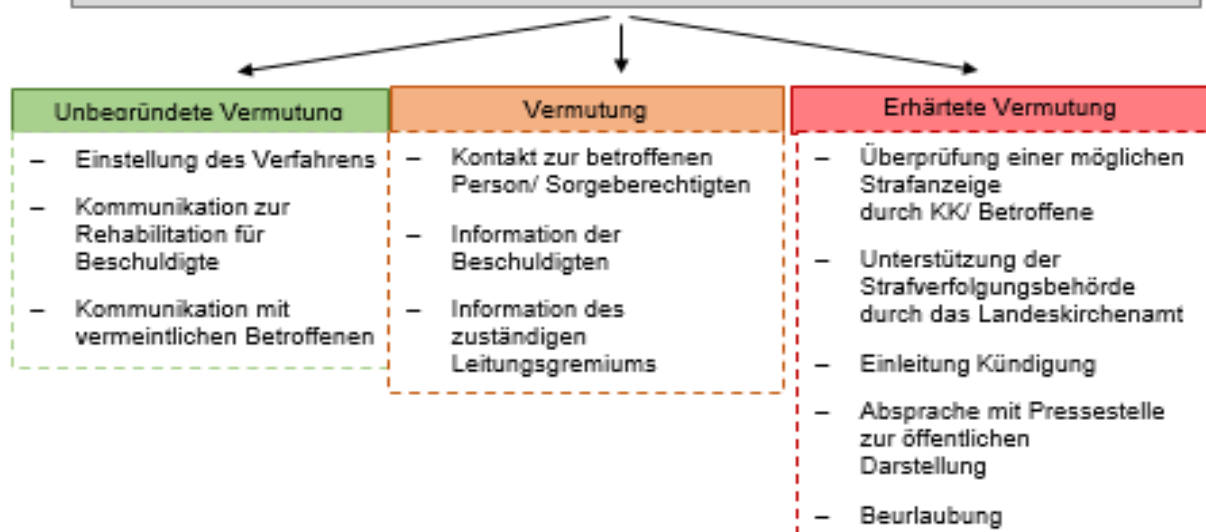 Unbegründete Vermutung
– Einstellung des Verfahrens
– Kommunikation zur
Rehabilitation für
Beschuldigte
– Kommunikation mit
vermeintlichen Betroffenen
Vermutung
– Kontakt zur betroffenen
Person/ Sorgeberechtigten
– Information der
Beschuldigten
– Information des
zuständigen
Leitungsgremiums
Erhärtete Vermutung
– Überprüfung einer möglichen
Strafanzeige
durch KK/ Betroffene
– Unterstützung der
Strafverfolgungsbehörde
durch das Landeskirchenamt
– Einleitung Kündigung
– Absprache mit Pressestelle
zur öffentlichen
Darstellung
– Beurlaubung